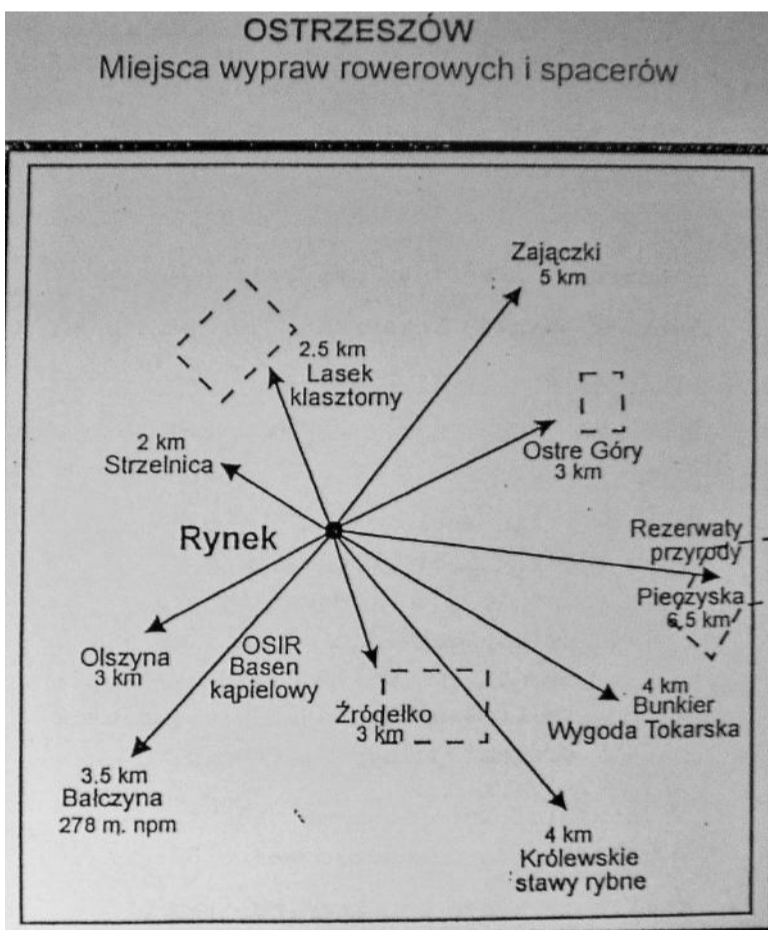 OSTRZESZÓW
Miejsca wypraw rowerowych i spacerów
Zajączki
5 km
2.5 km
Lasek
klasztorny
2 km
Strzelnica
Ostre Góry
3 km
Rynek
Rezerwaty
przyrody
Pieczyska
6,5 km
Olszyna
3 km
OSIR
Basen
kąpielowy
Źródełko
3 km
4 km
Bunkier
Wygoda Tokarska
3.5 km
Bałczyna
278 m. npm
4 km
Królewskie
stawy rybne